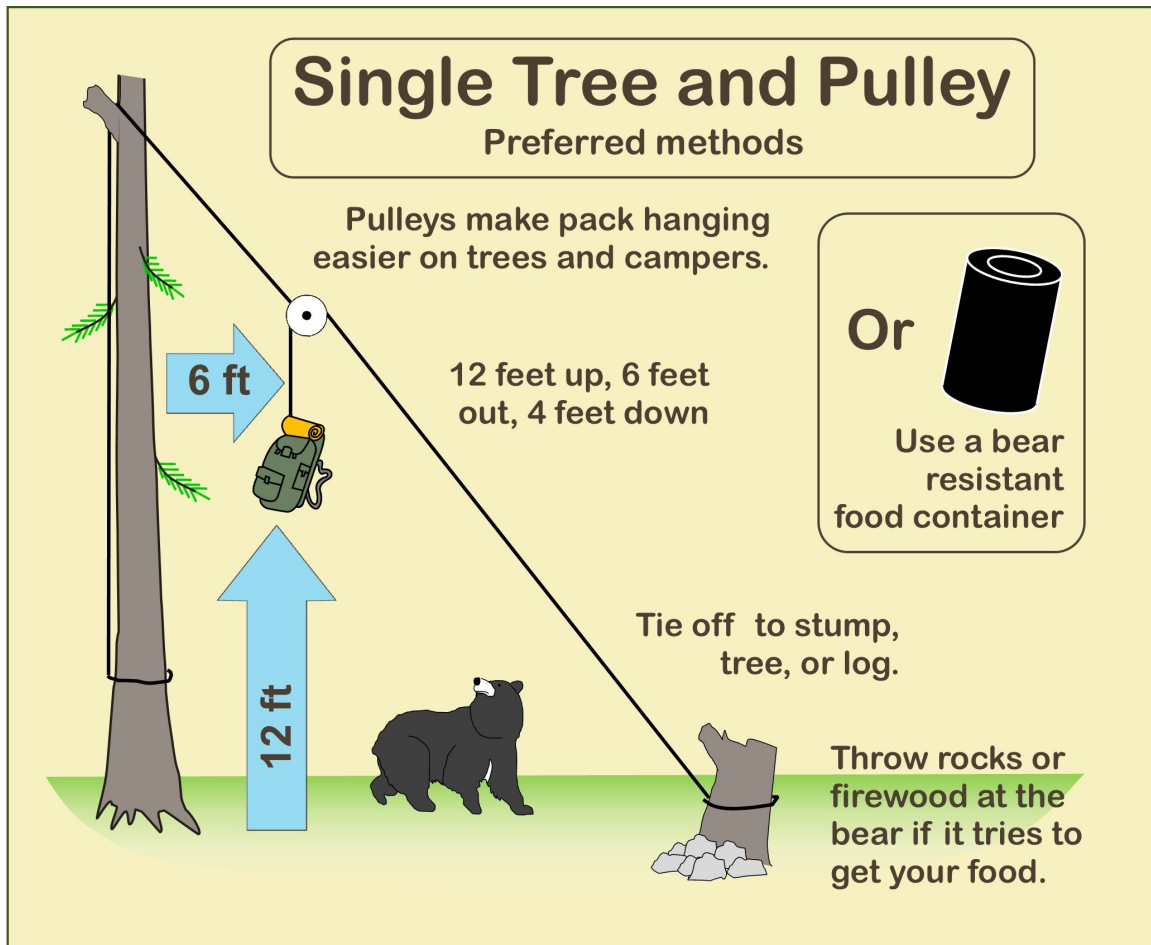 Single Tree and Pulley
Preferred methods
Pulleys make pack hanging
easier on trees and campers.
Or
Use a bear
resistant
food container
6 ft
12 feet up, 6 feet
out, 4 feet down
12 ft
Tie off to stump,
tree, or log.
Throw rocks or
firewood at the
bear if it tries to
get your food.